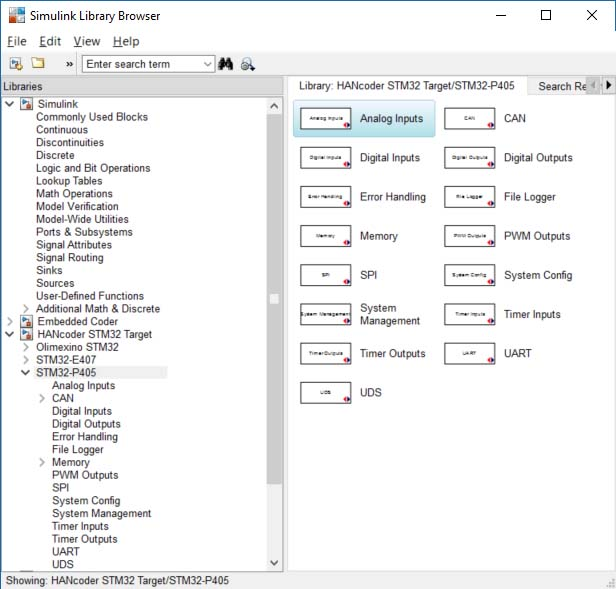 Simulink Library Browser
File Edit View Help
» Enter search term
Libraries
Simulink
Commonly Used Blocks
Continuous
Discontinuities
Discrete
Logic and Bit Operations
Lookup Tables
Math Operations
Model Verification
Model-Wide Utilities
Ports & Subsystems
Signal Attributes
Signal Routing
Sinks
Sources
User-Defined Functions
Additional Math & Discrete
Embedded Coder
HANcoder STM32 Target
Olimexino STM32
STM32-E407
STM32-P405
Analog Inputs
CAN
Digital Inputs
Digital Outputs
Error Handling
File Logger
Memory
PWM Outputs
SPI
System Config
System Management
Timer Inputs
Timer Outputs
UART
UDS
Library: HANcoder STM32 Target/STM32-P405 Search Re
Analog Inputs Analog Inputs CAN CAN
Digital Inputs Digital Inputs Digital Outputs Digital Outputs
Error Handling Error Handling File Logger File Logger
Memory Memory PWM Outputs PWM Outputs
SPI SPI System Config System Config
System Management System
Management Timer Inputs Timer Inputs
Timer Outputs Timer Outputs UART UART
UDS UDS
Showing: HANcoder STM32 Target/STM32-P405